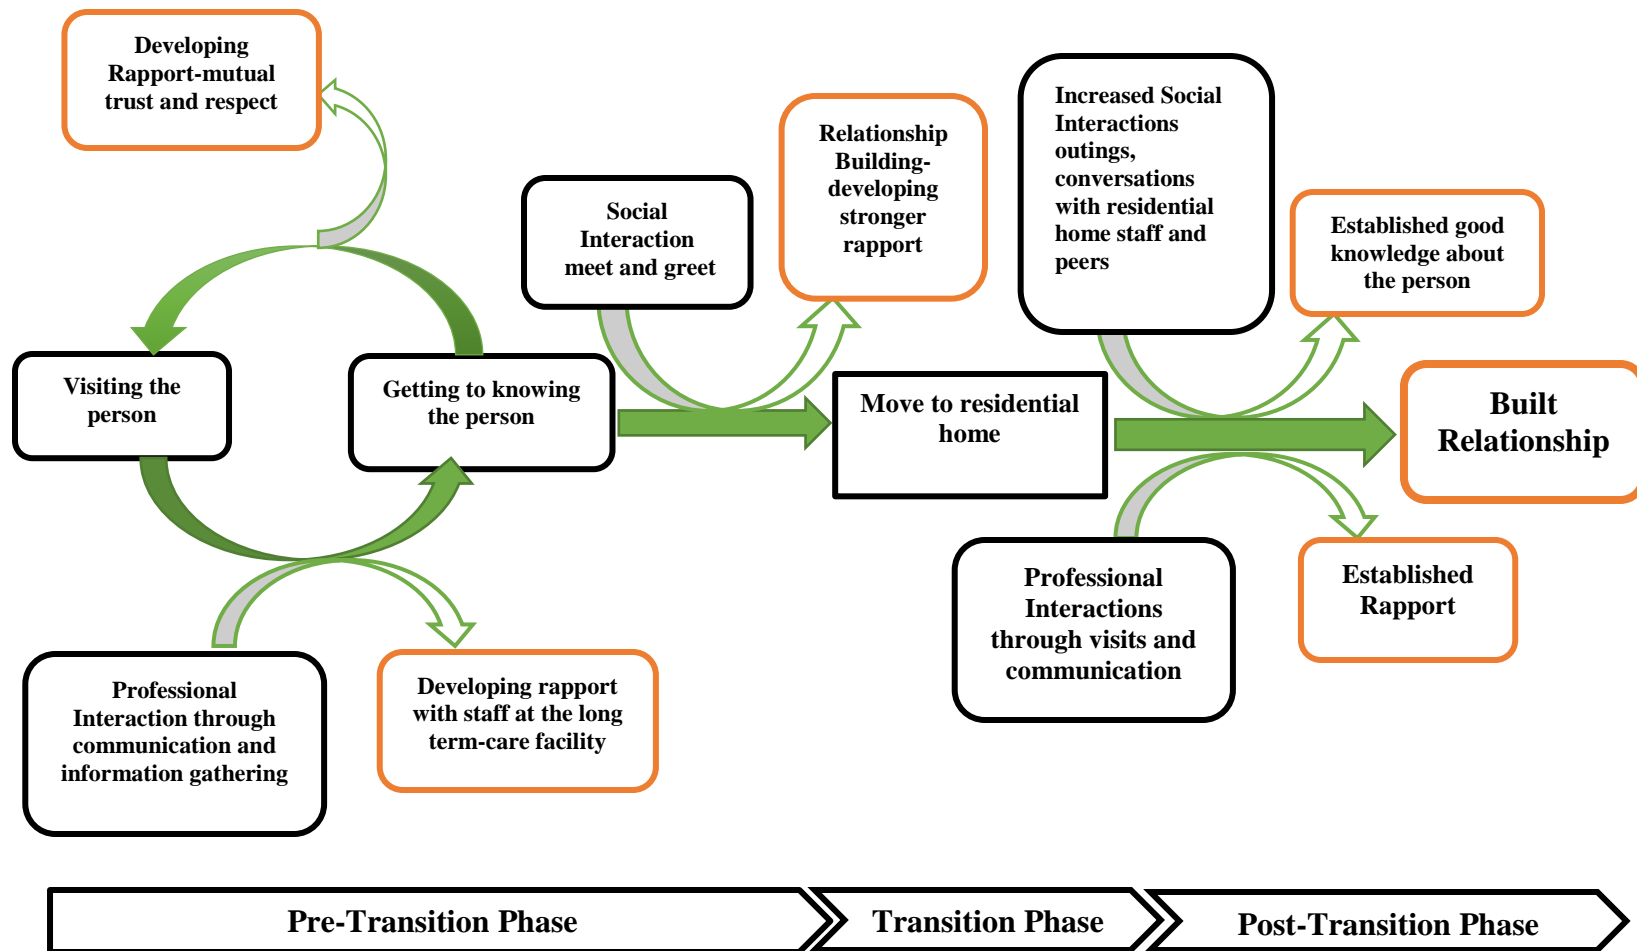 Developing
Rapport-mutual
trust and respect
Visiting the
person
Getting to knowing
the person
Professional
Interaction through
communication and
information gathering
Developing rapport
with staff at the long
term-care facility
Social
Interaction
meet and greet
Relationship
Building-
developing
stronger
rapport
Move to residential
home
Increased Social
Interactions
outings,
conversations
with residential
home staff and
peers
Established good
knowledge about
the person
Built
Relationship
Professional
Interactions
through visits and
communication
Established
Rapport
Pre-Transition Phase
Transition Phase
Post-Transition Phase